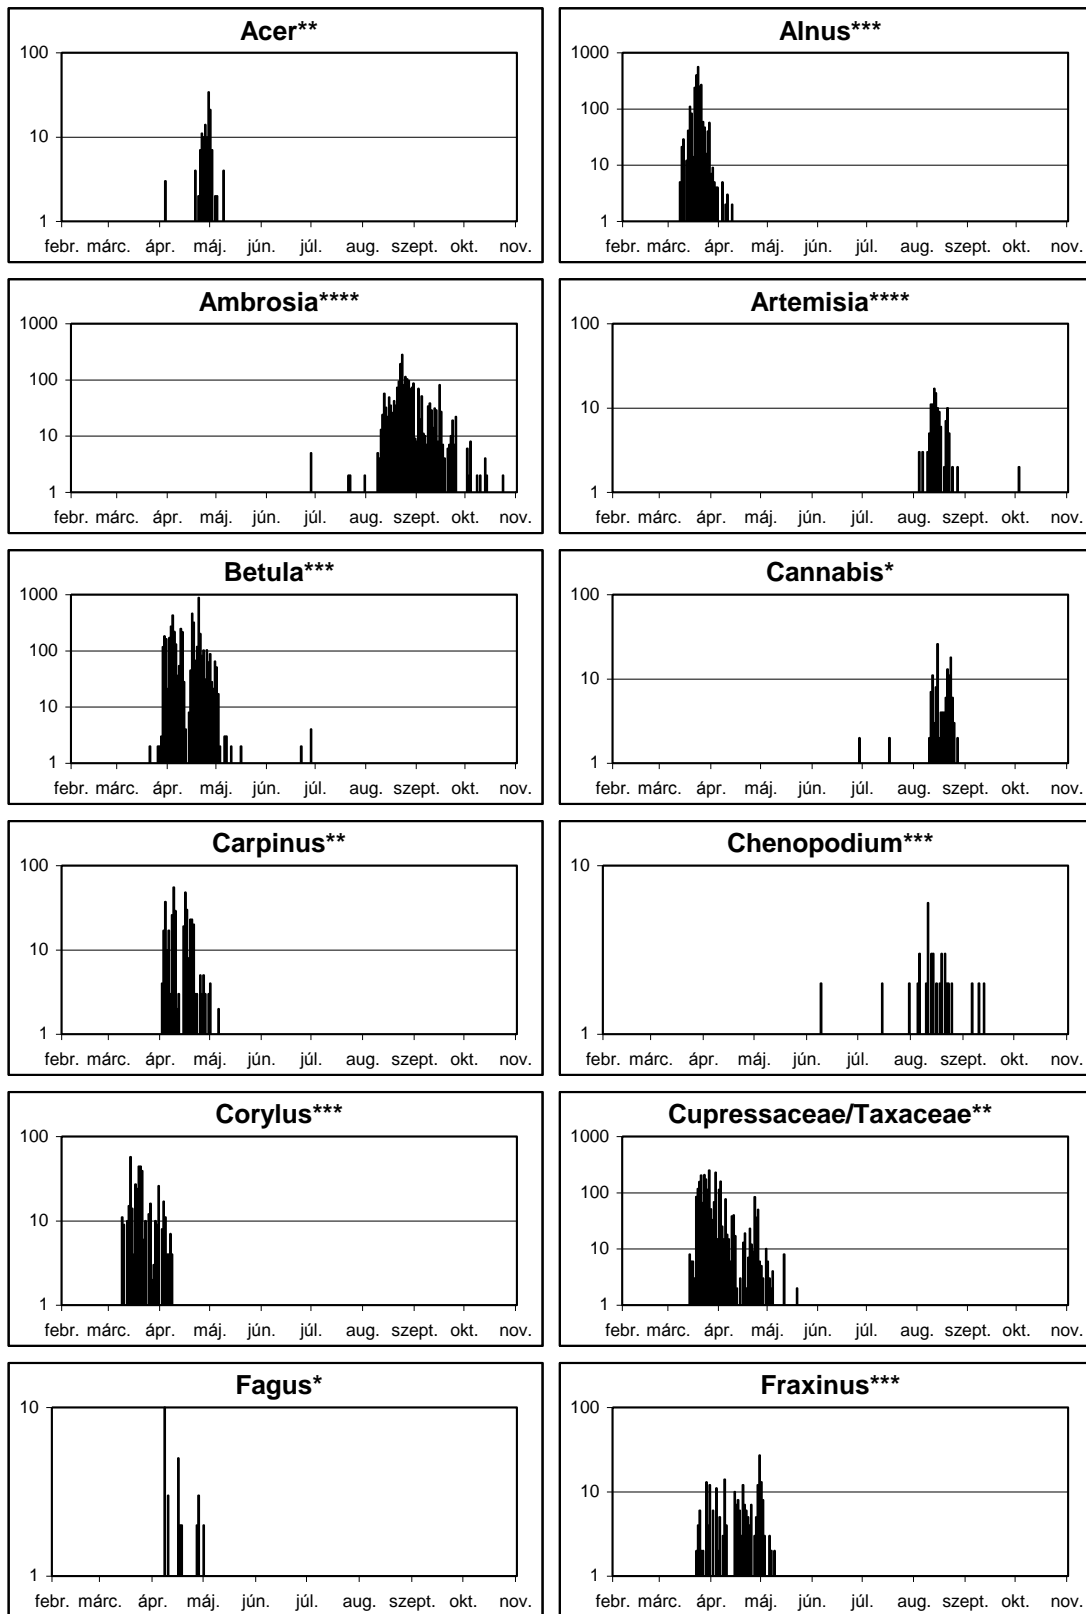 Acer**
100
10
1
febr. márc. ápr. máj. jún. júl. aug. szept. okt. nov.
Alnus***
1000
100
10
1
febr. márc. ápr. máj. jún. júl. aug. szept. okt. nov.
Ambrosia****
1000
100
10
1
febr. márc. ápr. máj. jún. júl. aug. szept. okt. nov.
Artemisia****
100
10
1
febr. márc. ápr. máj. jún. júl. aug. szept. okt. nov.
Betula***
1000
100
10
1
febr. márc. ápr. máj. jún. júl. aug. szept. okt. nov.
Cannabis*
100
10
1
febr. márc. ápr. máj. jún. júl. aug. szept. okt. nov.
Carpinus**
100
10
1
febr. márc. ápr. máj. jún. júl. aug. szept. okt. nov.
Chenopodium***
10
1
febr. márc. ápr. máj. jún. júl. aug. szept. okt. nov.
Corylus***
100
10
1
febr. márc. ápr. máj. jún. júl. aug. szept. okt. nov.
Cupressaceae/Taxaceae**
1000
100
10
1
febr. márc. ápr. máj. jún. júl. aug. szept. okt. nov.
Fagus*
10
1
febr. márc. ápr. máj. jún. júl. aug. szept. okt. nov.
Fraxinus***
100
10
1
febr. márc. ápr. máj. jún. júl. aug. szept. okt. nov.